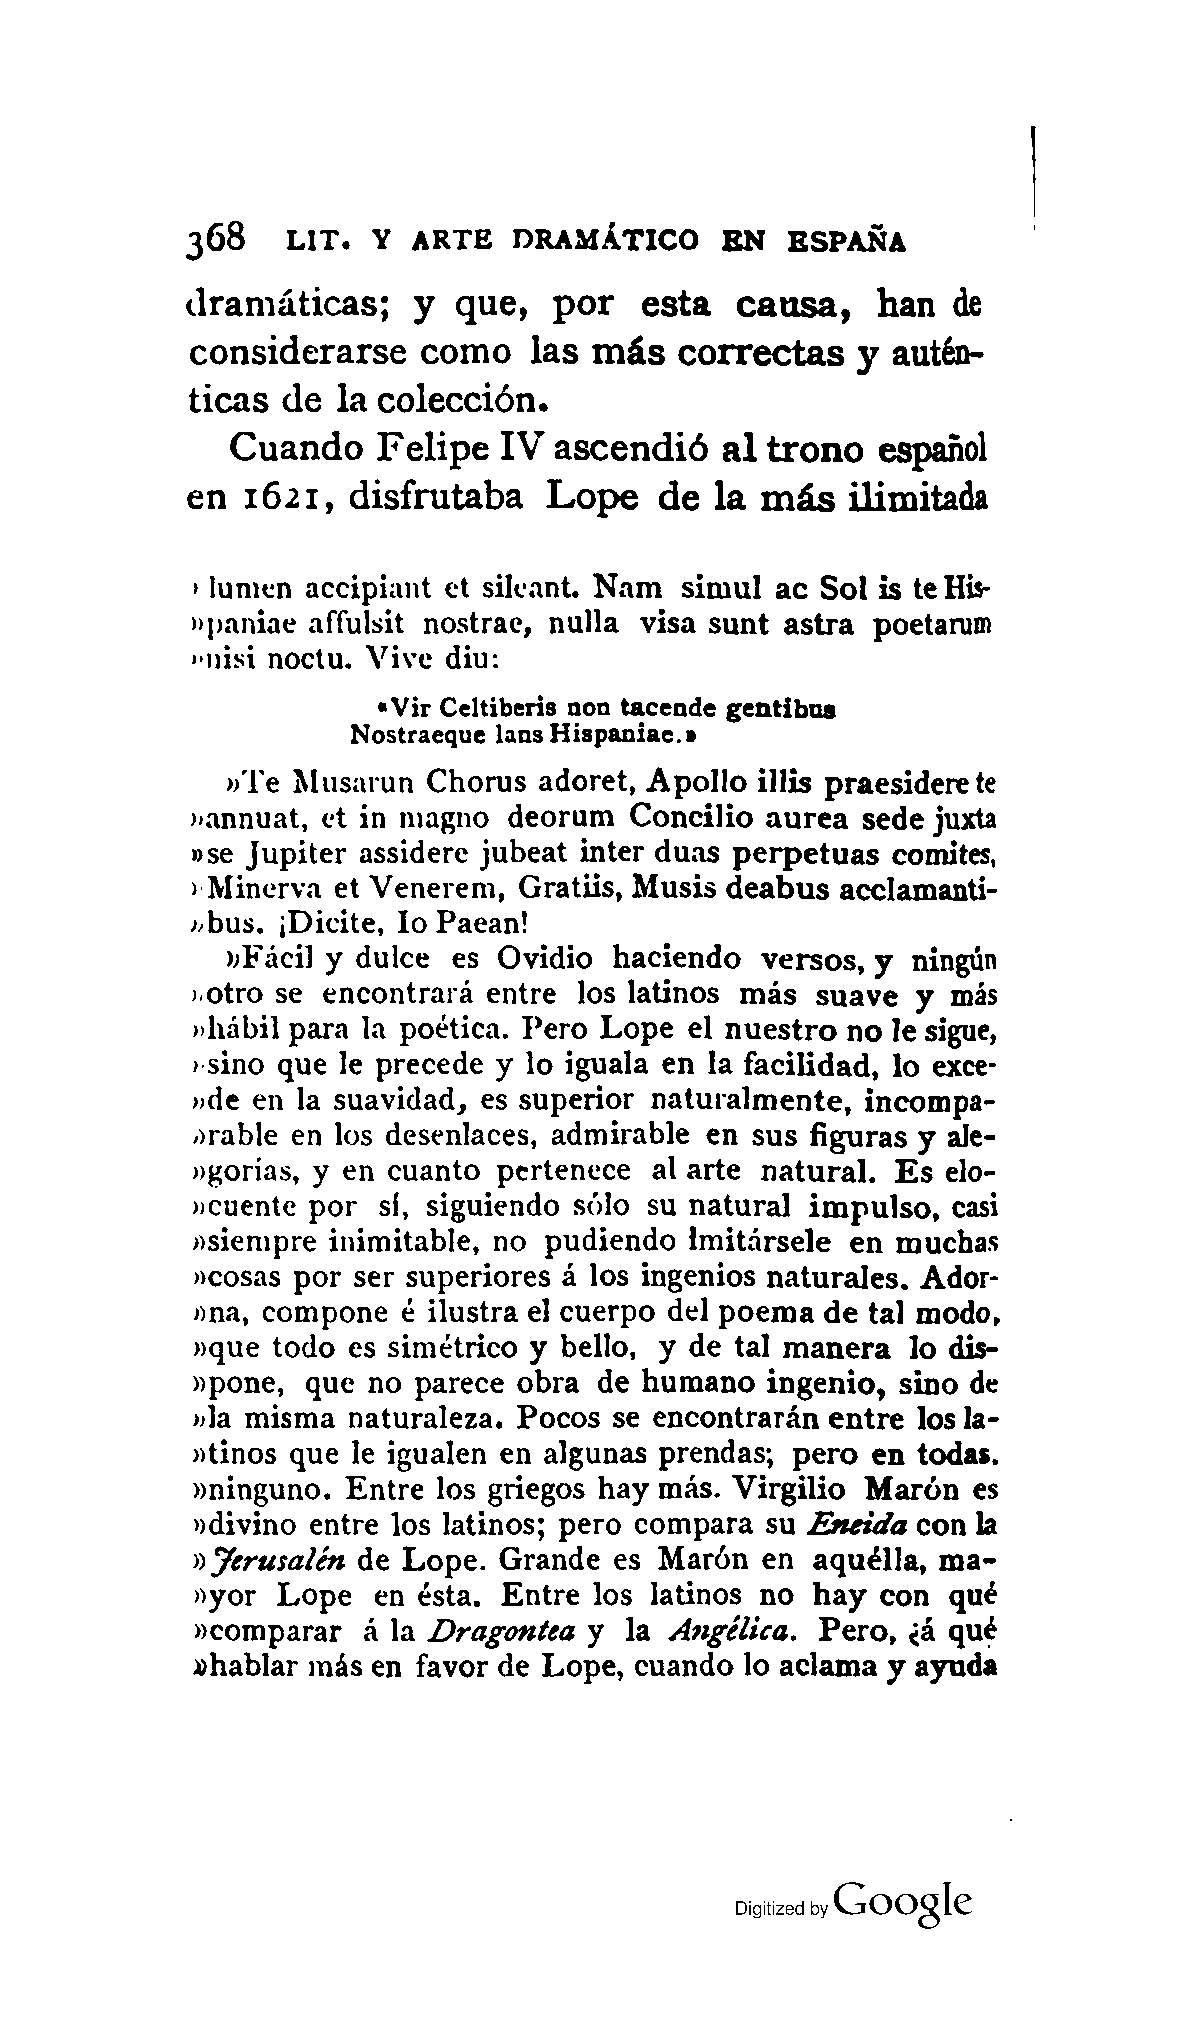 368 LIT. Y ARTE DRAMÁTICO EN ESPAÑA
dramáticas; y que, por esta causa, han de
considerarse como las más correctas y autén-
ticas de la colección.
Cuando Felipe IV ascendió al trono español
en 1621, disfrutaba Lope de la más ilimitada
»lumen accipiant et sileant. Nam simul ac Sol is te His-
»paniae affulsit nostrae, nulla visa sunt astra poetarum
»nisi noctu. Vive diu:
«Vir Celtiberis non tacende gentibus
Nostraeque lans Hispaniae.»
»Te Musarun Chorus adoret, Apollo illis praesidere te
»annuat, et in magno deorum Concilio aurea sede juxta
»se Jupiter assidere jubeat inter duas perpetuas comites,
»Minerva et Venerem, Gratiis, Musis deabus acclamanti-
»bus. ¡Dicite, Io Paean!
»Fácil y dulce es Ovidio haciendo versos, y ningún
»otro se encontrará entre los latinos más suave y más
»hábil para la poética. Pero Lope el nuestro no le sigue,
»sino que le precede y lo iguala en la facilidad, lo exce-
»de en la suavidad, es superior naturalmente, incompa-
»rable en los desenlaces, admirable en sus figuras y ale-
»gorías, y en cuanto pertenece al arte natural. Es elo-
»cuente por sí, siguiendo sólo su natural impulso, casi
»siempre inimitable, no pudiendo imitársele en muchas
»cosas por ser superiores á los ingenios naturales. Ador-
»na, compone é ilustra el cuerpo del poema de tal modo,
»que todo es simétrico y bello, y de tal manera lo dis-
»pone, que no parece obra de humano ingenio, sino de
»la misma naturaleza. Pocos se encontrarán entre los la-
»tinos que le igualen en algunas prendas; pero en todas.
»ninguno. Entre los griegos hay más. Virgilio Marón es
»divino entre los latinos; pero compara su Eneida con la
»Jerusalén de Lope. Grande es Marón en aquélla, ma-
»yor Lope en ésta. Entre los latinos no hay con qué
»comparar á la Dragontea y la Angélica. Pero, ¿á qué
»hablar más en favor de Lope, cuando lo aclama y ayuda
Digitized by Google